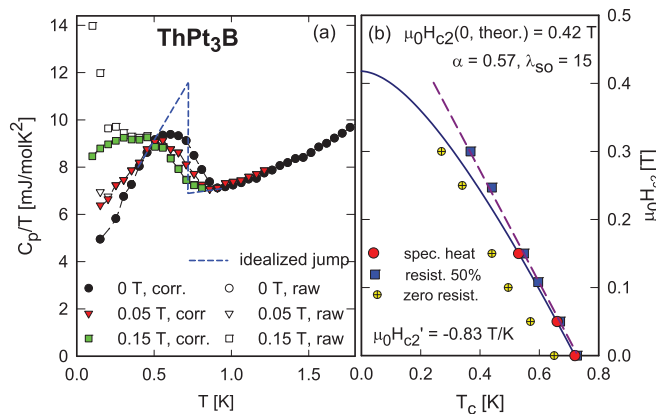 ThPt₃B
(a)
Cₚ/T [mJ/molK²]
14
12
10
8
6
4
2
0
idealized jump
0 T, corr.
0 T, raw
0.05 T, corr.
0.05 T, raw
0.15 T, corr.
0.15 T, raw
0.0
0.5
1.0
1.5
T [K]
(b)
μ₀Hc2(0, theor.) = 0.42 T
α = 0.57, λso = 15
spec. heat
resist. 50%
zero resist.
μ₀Hc2' = -0.83 T/K
0.5
0.4
0.3
0.2
0.1
0.0
μ₀Hc2 [T]
0.0
0.2
0.4
0.6
0.8
Tc [K]